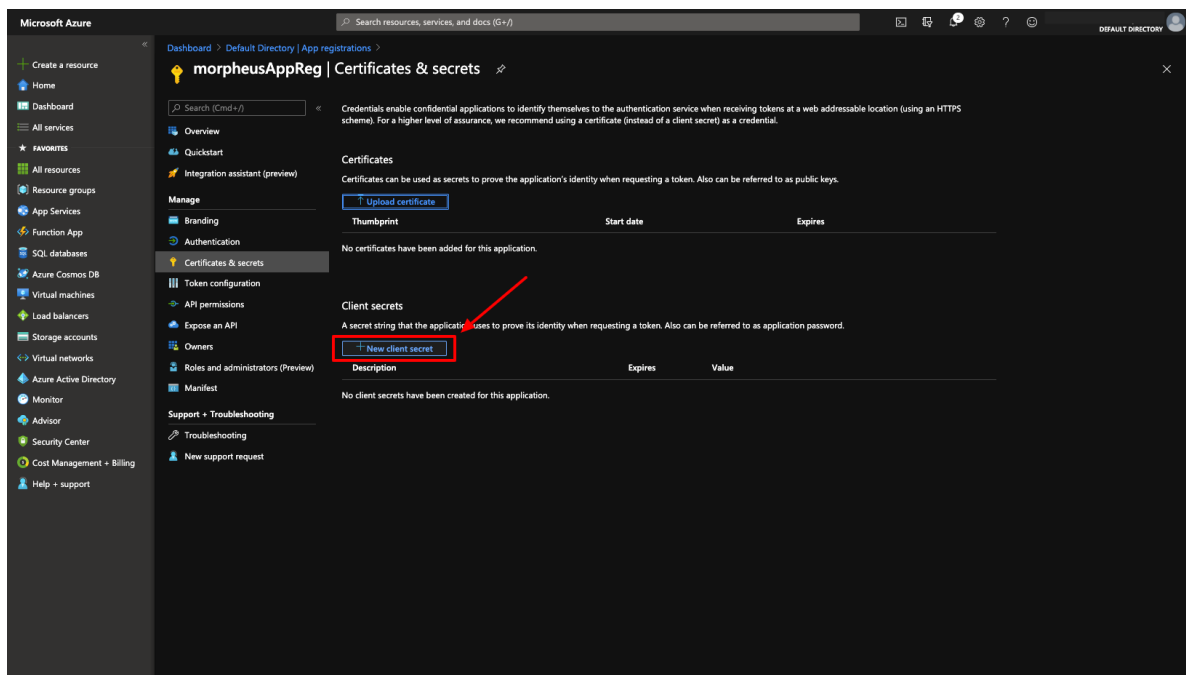 Microsoft Azure
Search resources, services, and docs (G+/)
2
?
DEFAULT DIRECTORY
«
Create a resource
Home
Dashboard
All services
FAVORITES
All resources
Resource groups
App Services
Function App
SQL databases
Azure Cosmos DB
Virtual machines
Load balancers
Storage accounts
Virtual networks
Azure Active Directory
Monitor
Advisor
Security Center
Cost Management + Billing
Help + support
Dashboard > Default Directory | App registrations >
morpheusAppReg | Certificates & secrets
Search (Cmd+/)
«
Overview
Quickstart
Integration assistant (preview)
Manage
Branding
Authentication
Certificates & secrets
Token configuration
API permissions
Expose an API
Owners
Roles and administrators (Preview)
Manifest
Support + Troubleshooting
Troubleshooting
New support request
Credentials enable confidential applications to identify themselves to the authentication service when receiving tokens at a web addressable location (using an HTTPS
scheme). For a higher level of assurance, we recommend using a certificate (instead of a client secret) as a credential.
Certificates
Certificates can be used as secrets to prove the application's identity when requesting a token. Also can be referred to as public keys.
Upload certificate
Thumbprint Start date Expires
No certificates have been added for this application.
Client secrets
A secret string that the application uses to prove its identity when requesting a token. Also can be referred to as application password.
New client secret
Description Expires Value
No client secrets have been created for this application.